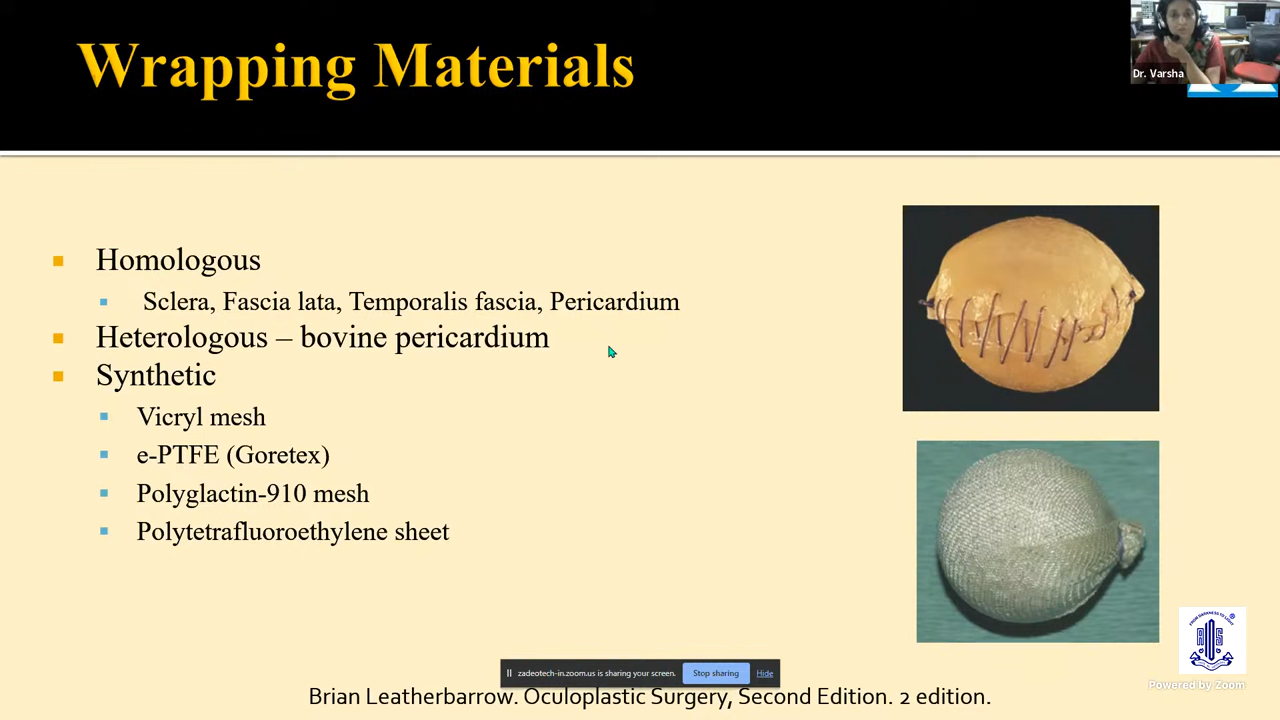 Wrapping Materials
Dr. Varsha
Homologous
Sclera, Fascia lata, Temporalis fascia, Pericardium
Heterologous – bovine pericardium
Synthetic
Vicryl mesh
e-PTFE (Goretex)
Polyglactin-910 mesh
Polytetrafluoroethylene sheet
zadeotech-in.zoom.us is sharing your screen.
Stop sharing
Hide
Brian Leatherbarrow. Oculoplastic Surgery, Second Edition. 2 edition.
Powered by Zoom